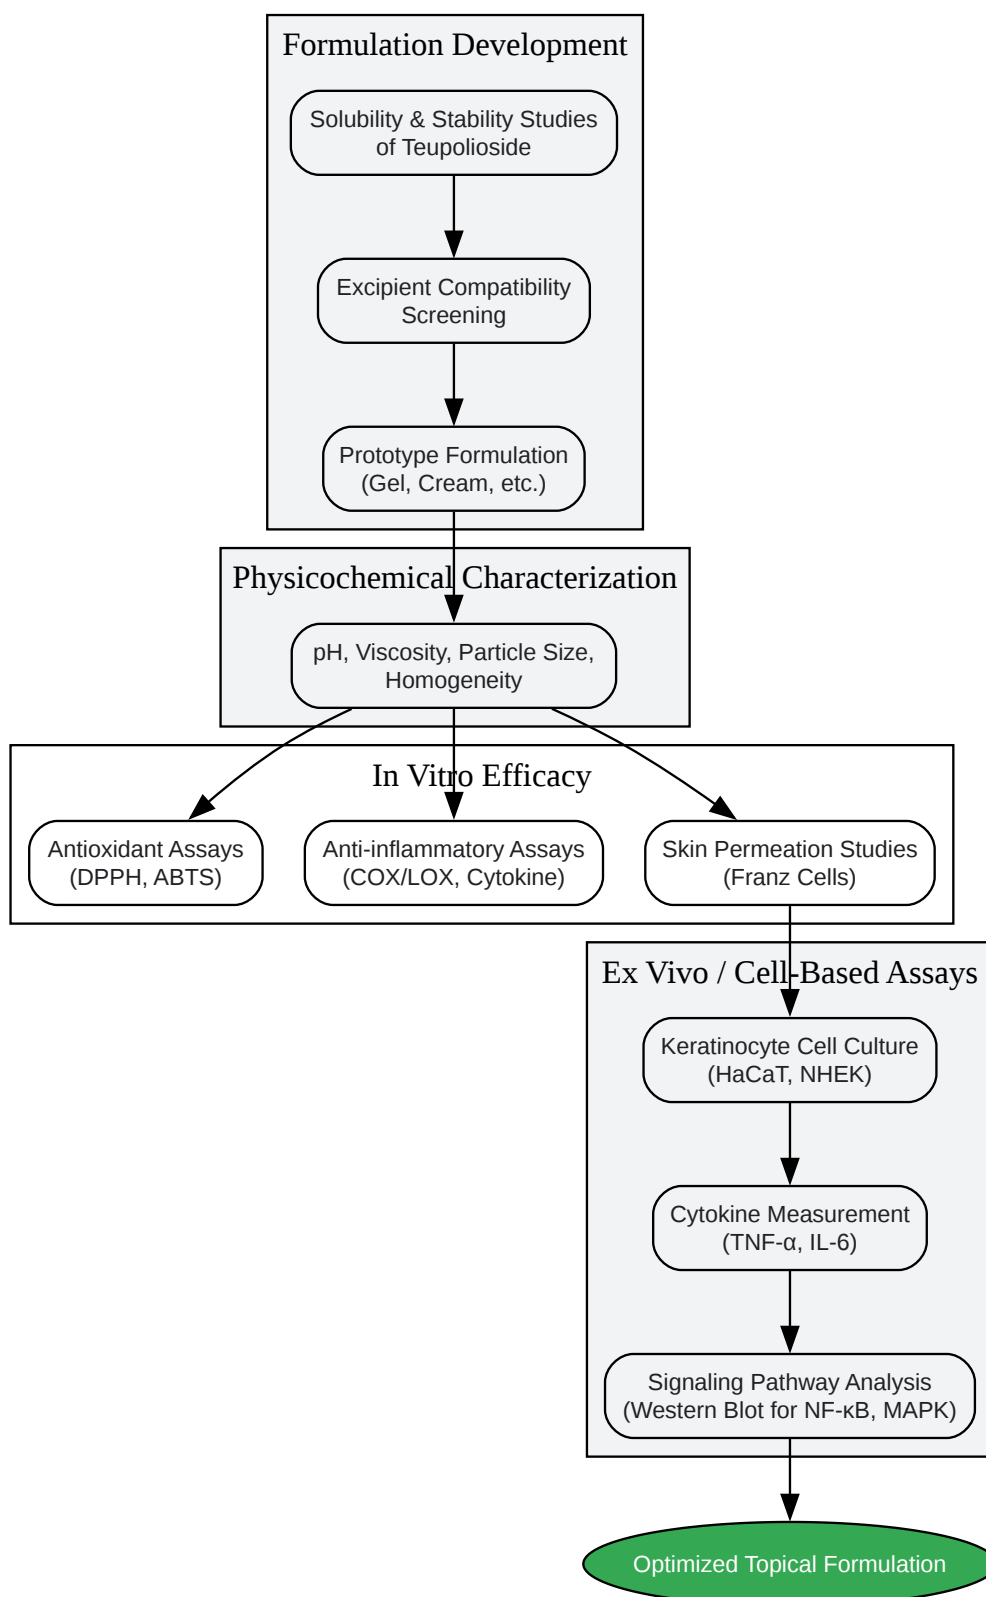 Formulation Development
Solubility & Stability Studies
of Teupolioside
Excipient Compatibility
Screening
Prototype Formulation
(Gel, Cream, etc.)
Physicochemical Characterization
pH, Viscosity, Particle Size,
Homogeneity
In Vitro Efficacy
Antioxidant Assays
(DPPH, ABTS)
Anti-inflammatory Assays
(COX/LOX, Cytokine)
Skin Permeation Studies
(Franz Cells)
Ex Vivo / Cell-Based Assays
Keratinocyte Cell Culture
(HaCaT, NHEK)
Cytokine Measurement
(TNF-α, IL-6)
Signaling Pathway Analysis
(Western Blot for NF-κB, MAPK)
Optimized Topical Formulation